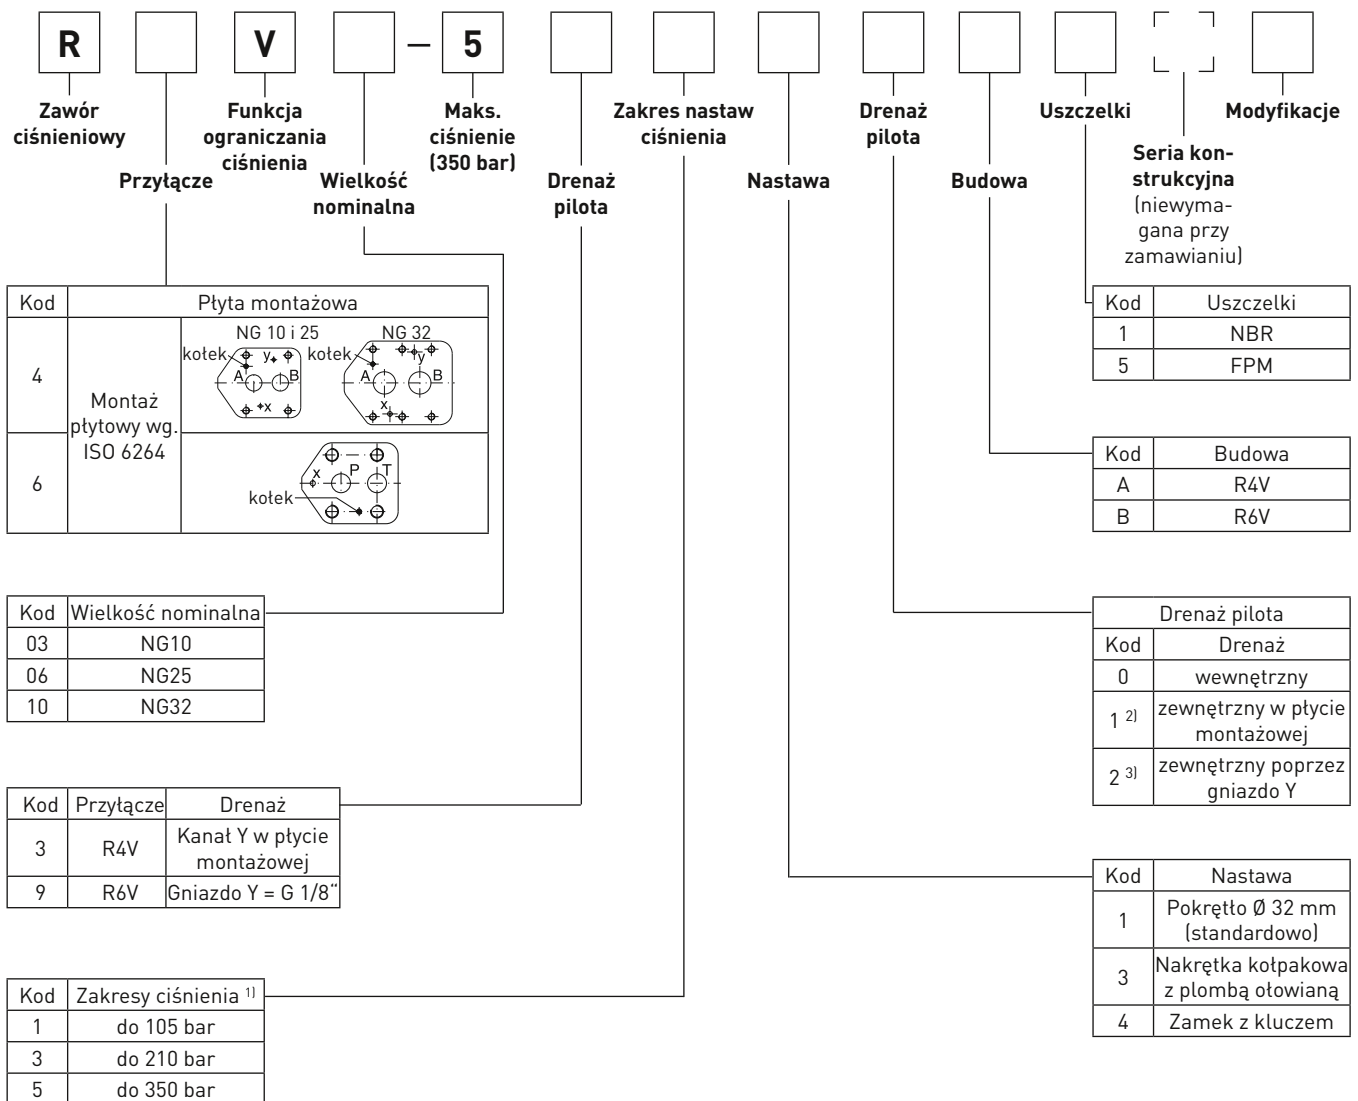 R V – 5
Zawór
ciśnieniowy
Funkcja
ograniczania
ciśnienia
Maks.
ciśnienie
(350 bar)
Zakres nastaw
ciśnienia
Drenaż
pilota
Uszczelki
Modyfikacje
Przyłącze
Wielkość
nominalna
Drenaż
pilota
Nastawa
Budowa
Seria kon-
strukcyjna
(niewyma-
gana przy
zamawianiu)
Kod Płyta montażowa
4
Montaż
płytowy wg.
ISO 6264
NG 10 i 25 NG 32
kołek y A B x
kołek y A B x
6
x P T
kołek
Kod Wielkość nominalna
03 NG10
06 NG25
10 NG32
Kod Przyłącze Drenaż
3 R4V Kanał Y w płycie
montażowej
9 R6V Gniazdo Y = G 1/8“
Kod Zakresy ciśnienia 1)
1 do 105 bar
3 do 210 bar
5 do 350 bar
Kod Uszczelki
1 NBR
5 FPM
Kod Budowa
A R4V
B R6V
Drenaż pilota
Kod Drenaż
0 wewnętrzny
1 2) zewnętrzny w płycie
montażowej
2 3) zewnętrzny poprzez
gniazdo Y
Kod Nastawa
1 Pokrętło Ø 32 mm
(standardowo)
3 Nakrętka kołpakowa
z plombą ołowianą
4 Zamek z kluczem